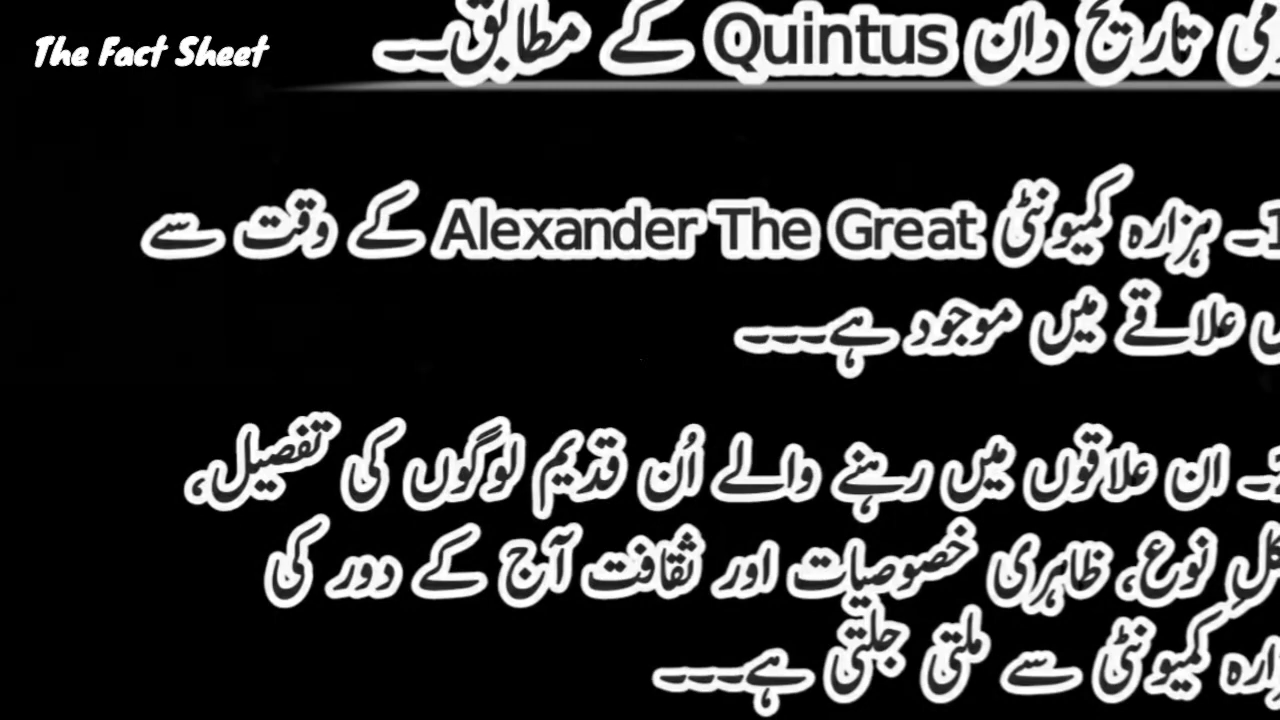 The Fact Sheet
تاریخ دان Quintus کے مطابق۔۔
1۔ ہزارہ کمیونٹی Alexander The Great کے وقت سے
علاقے میں موجود ہے۔۔۔
۔ ان علاقوں میں رہنے والے اُن قدیم لوگوں کی تفصیل،
نوع، ظاہری خصوصیات اور ثقافت آج کے دور کی
کمیونٹی سے ملتی جلتی ہے۔۔۔